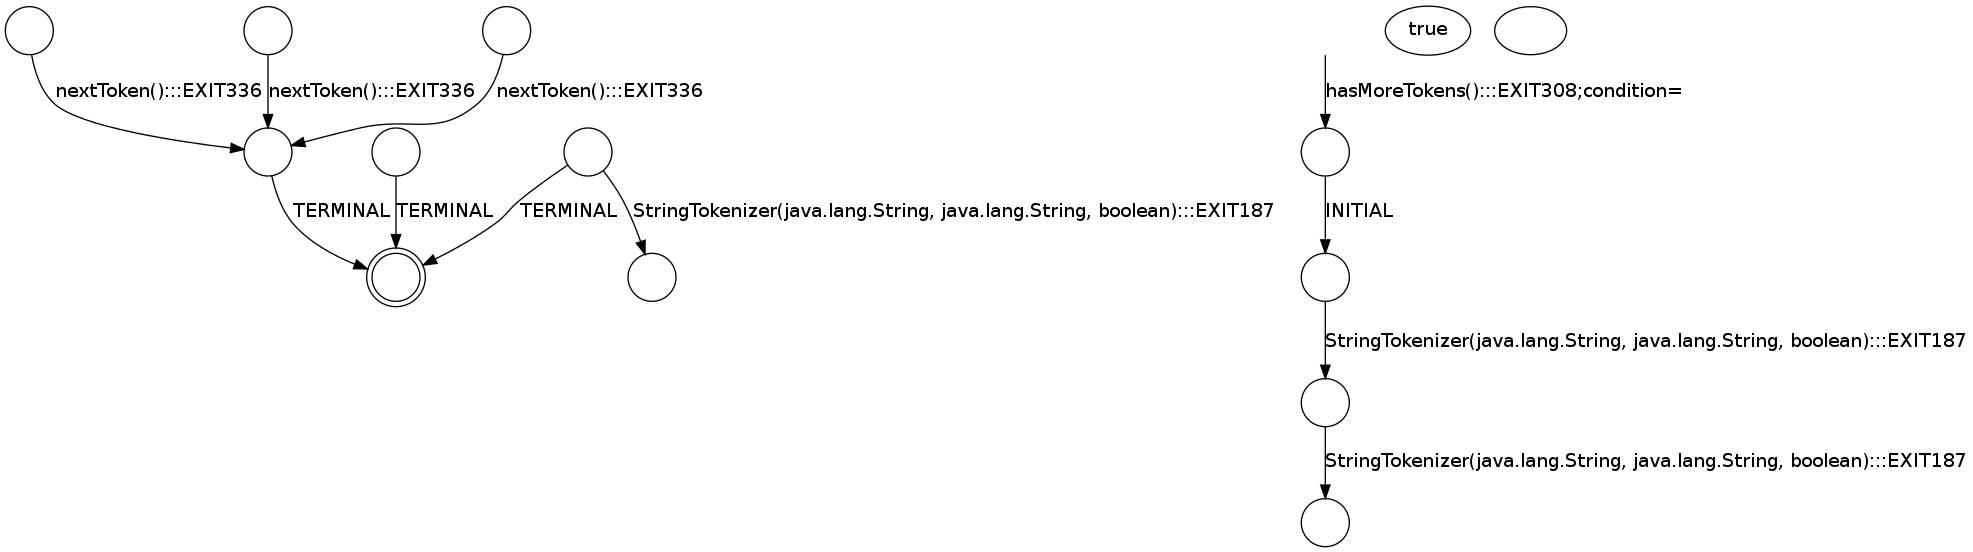 true
nextToken():::EXIT336
nextToken():::EXIT336
nextToken():::EXIT336
hasMoreTokens():::EXIT308;condition=
TERMINAL
TERMINAL
TERMINAL
StringTokenizer(java.lang.String, java.lang.String, boolean):::EXIT187
INITIAL
StringTokenizer(java.lang.String, java.lang.String, boolean):::EXIT187
StringTokenizer(java.lang.String, java.lang.String, boolean):::EXIT187